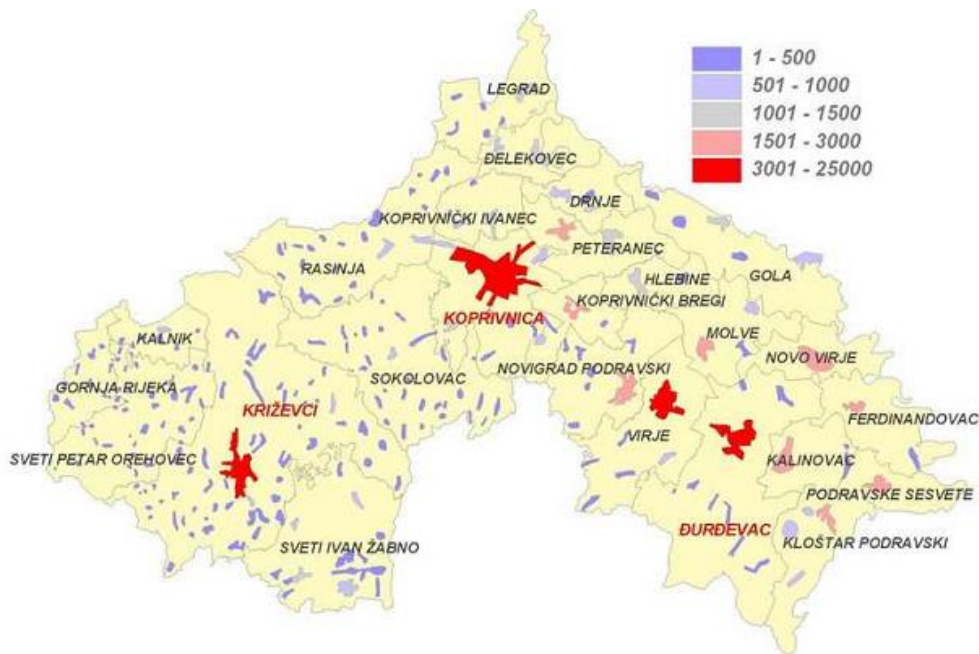 1 - 500
501 - 1000
1001 - 1500
1501 - 3000
3001 - 25000
LEGRAD
ĐELEKOVEC
DRNJE
KOPRIVNIČKI IVANEC
PETERANEC
RASINJA
HLEBINE
GOLA
KOPRIVNIČKI BREGI
KOPRIVNICA
MOLVE
KALNIK
NOVO VIRJE
NOVIGRAD PODRAVSKI
SOKOLOVAC
GORNJA RIJEKA
KRIŽEVCI
FERDINANDOVAC
VIRJE
SVETI PETAR OREHOVEC
KALINOVAC
PODRAVSKE SESVETE
ĐURĐEVAC
KLOŠTAR PODRAVSKI
SVETI IVAN ŽABNO